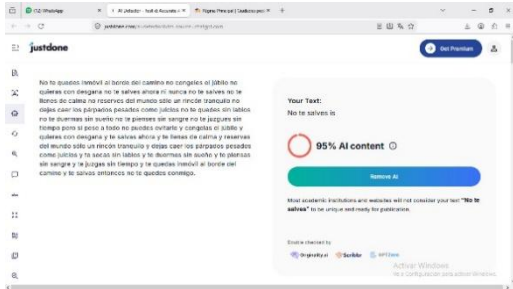 (12) WhatsApp
justdone
Get Premium
No te quedes inmóvil al borde del camino no congeles el júbilo no
quieras con desgana no te salves ahora ni nunca no te salves no te
llenes de calma no reserves del mundo sólo un rincón tranquilo no
dejes caer los párpados pesados como juicios no te quedes sin labios
no te duermas sin sueño no te pienses sin sangre no te juzgues sin
tiempo pero si pese a todo no puedes evitarlo y congelas el júbilo y
quieres con desgana y te salvas ahora y te llenas de calma y reservas
del mundo sólo un rincón tranquilo y dejas caer los párpados pesados
como juicios y te secas sin labios y te duermes sin sueño y te piensas
sin sangre y te juzgas sin tiempo y te quedas inmóvil al borde del
camino y te salvas entonces no te quedes conmigo.
Your Text:
No te salves is
95% AI content
Remove AI
Most academic institutions and websites will not consider your text "No te
salves" to be unique and ready for publication.
checked by
Originality.ai
Scribbr
Activar Windows